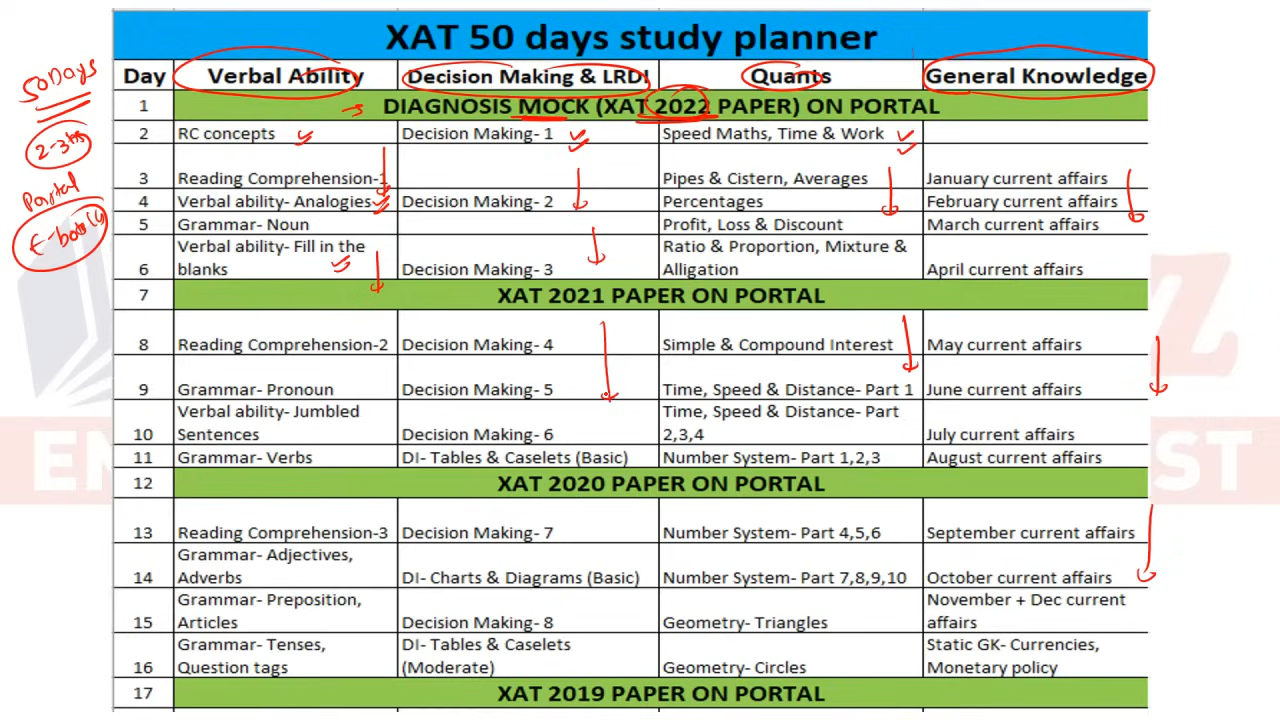 XAT 50 days study planner
50 Days
2-3 hrs
Portal
Day Verbal Ability Decision Making & LRDI Quants General Knowledge
1 DIAGNOSIS MOCK (XAT 2022 PAPER) ON PORTAL
2 RC concepts Decision Making- 1 Speed Maths, Time & Work
3 Reading Comprehension-1 Pipes & Cistern, Averages January current affairs
4 Verbal ability- Analogies Decision Making- 2 Percentages February current affairs
5 Grammar- Noun Profit, Loss & Discount March current affairs
Verbal ability- Fill in the Ratio & Proportion, Mixture &
6 blanks Decision Making- 3 Alligation April current affairs
7 XAT 2021 PAPER ON PORTAL
8 Reading Comprehension-2 Decision Making- 4 Simple & Compound Interest May current affairs
9 Grammar- Pronoun Decision Making- 5 Time, Speed & Distance- Part 1 June current affairs
Verbal ability- Jumbled Time, Speed & Distance- Part
10 Sentences Decision Making- 6 2,3,4 July current affairs
11 Grammar- Verbs DI- Tables & Caselets (Basic) Number System- Part 1,2,3 August current affairs
12 XAT 2020 PAPER ON PORTAL
13 Reading Comprehension-3 Decision Making- 7 Number System- Part 4,5,6 September current affairs
Grammar- Adjectives,
14 Adverbs DI- Charts & Diagrams (Basic) Number System- Part 7,8,9,10 October current affairs
Grammar- Preposition, November + Dec current
15 Articles Decision Making- 8 Geometry- Triangles affairs
Grammar- Tenses, DI- Tables & Caselets Static GK- Currencies,
16 Question tags (Moderate) Geometry- Circles Monetary policy
17 XAT 2019 PAPER ON PORTAL